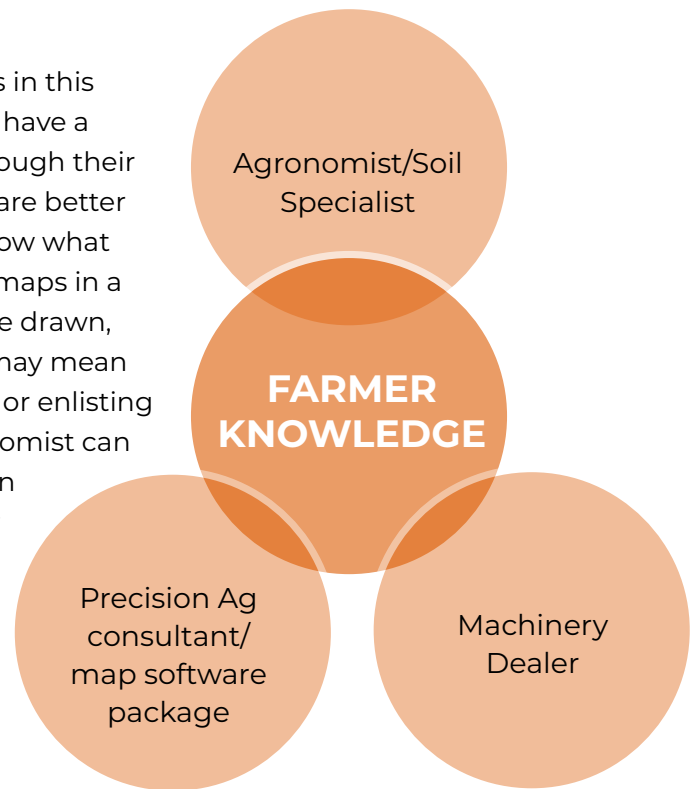 s in this
have a
ough their
are better
ow what
maps in a
e drawn,
may mean
or enlisting
omist can
n
Agronomist/Soil
Specialist
FARMER
KNOWLEDGE
Precision Ag
consultant/
map software
package
Machinery
Dealer